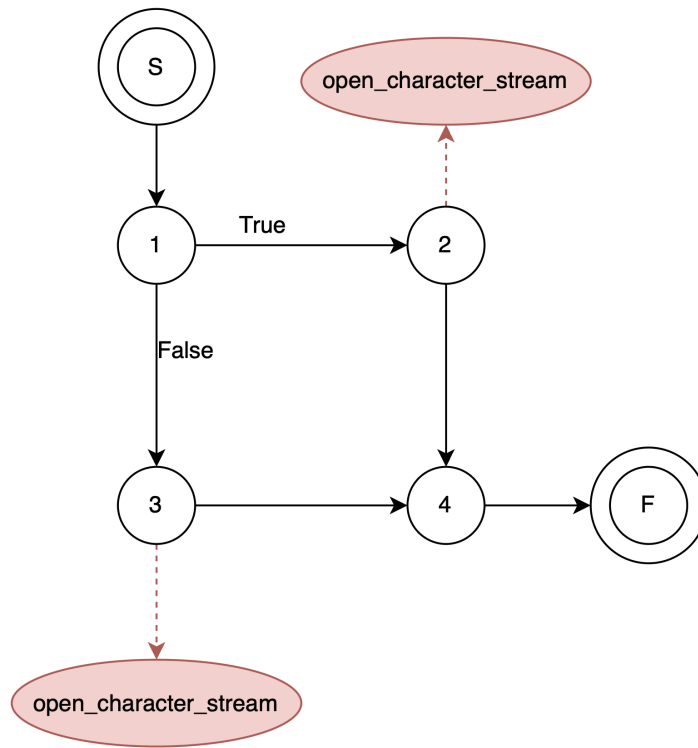 S
open_character_stream
1
True
2
False
3
4
F
open_character_stream